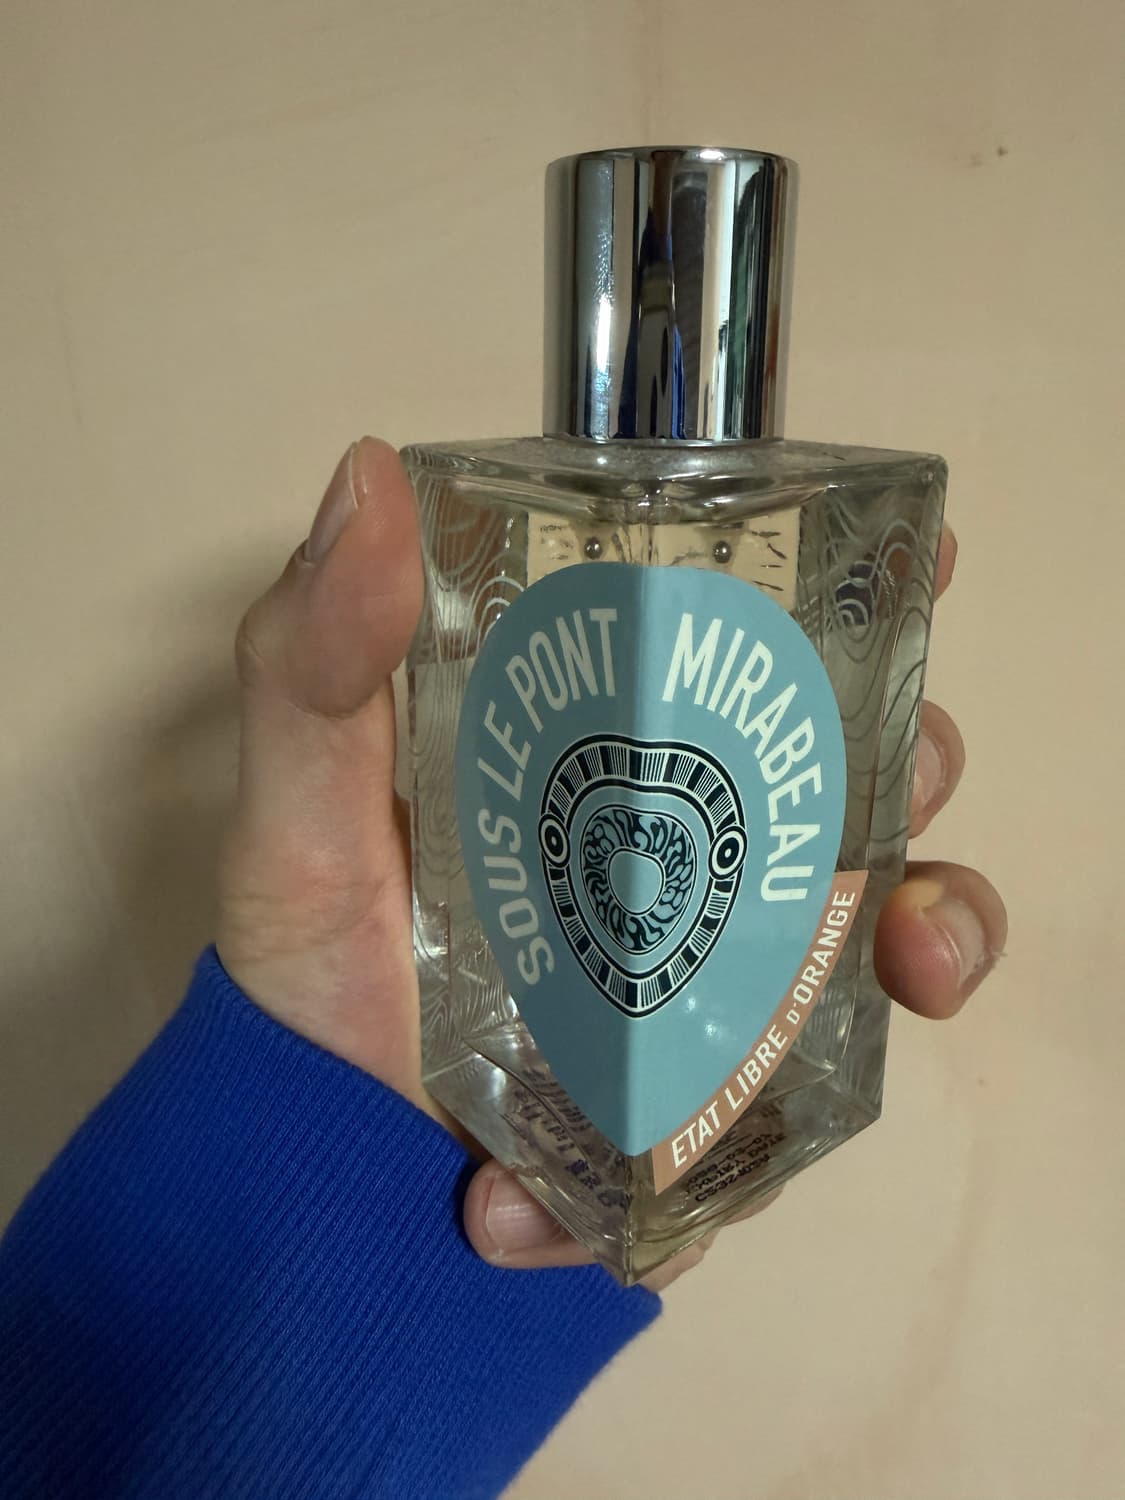 SOUS LE PONT MIRABEAU
ETAT LIBRE D'ORANGE